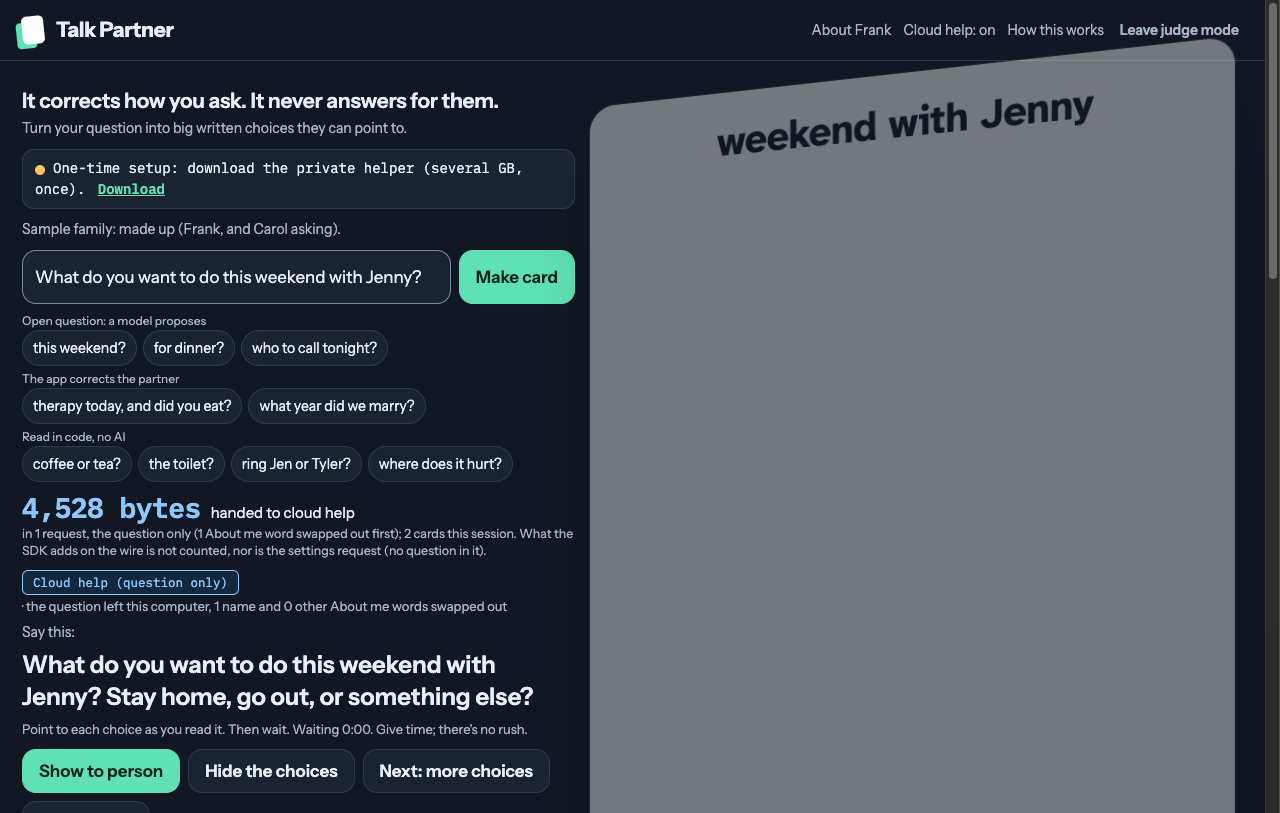 Talk Partner
About Frank
Cloud help: on
How this works
Leave judge mode
It corrects how you ask. It never answers for them.
Turn your question into big written choices they can point to.
One-time setup: download the private helper (several GB,
once). Download
Sample family: made up (Frank, and Carol asking).
What do you want to do this weekend with Jenny?
Make card
Open question: a model proposes
this weekend?
for dinner?
who to call tonight?
The app corrects the partner
therapy today, and did you eat?
what year did we marry?
Read in code, no AI
coffee or tea?
the toilet?
ring Jen or Tyler?
where does it hurt?
4,528 bytes handed to cloud help
in 1 request, the question only (1 About me word swapped out first); 2 cards this session. What the
SDK adds on the wire is not counted, nor is the settings request (no question in it).
Cloud help (question only)
· the question left this computer, 1 name and 0 other About me words swapped out
Say this:
What do you want to do this weekend with
Jenny? Stay home, go out, or something else?
Point to each choice as you read it. Then wait. Waiting 0:00. Give time; there's no rush.
Show to person
Hide the choices
Next: more choices
weekend with Jenny